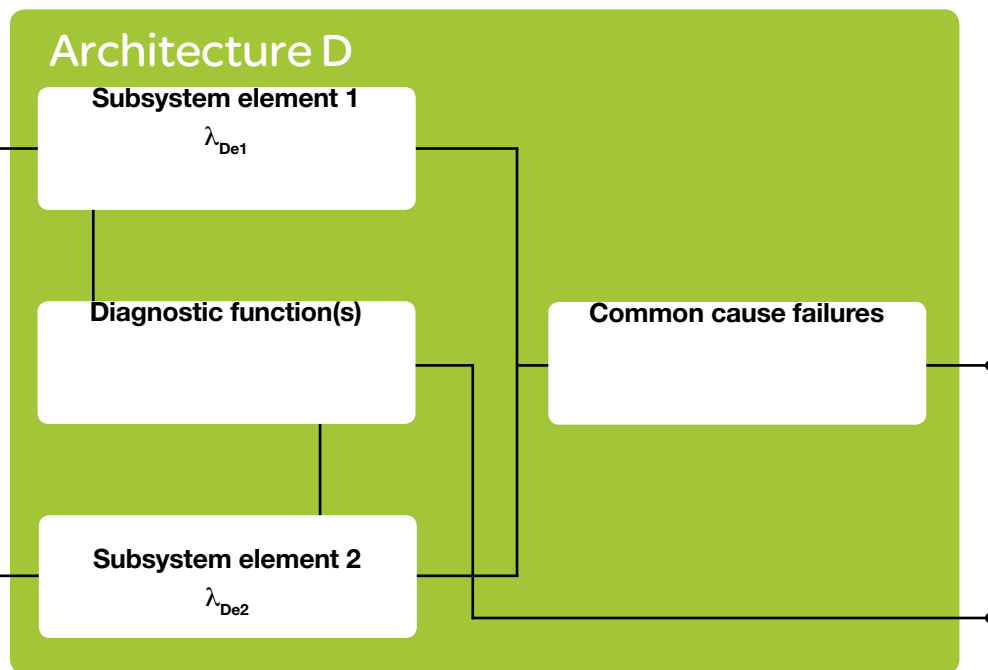 Architecture D
Subsystem element 1
λDe1
Diagnostic function(s)
Common cause failures
Subsystem element 2
λDe2